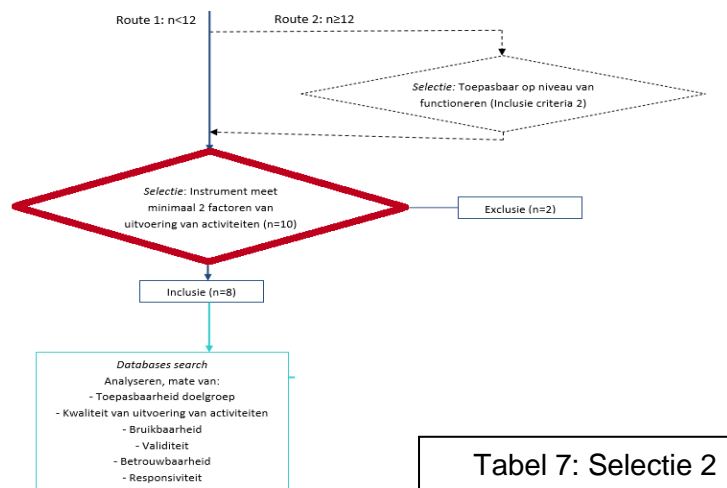 Route 1: n<12
Route 2: n≥12
Selectie: Toepasbaar op niveau van
functioneren (Inclusie criteria 2)
Selectie: Instrument meet
minimaal 2 factoren van
uitvoering van activiteiten (n=10)
Exclusie (n=2)
Inclusie (n=8)
Databases search
Analyseren, mate van:
- Toepasbaarheid doelgroep
- Kwaliteit van uitvoering van activiteiten
- Bruikbaarheid
- Validiteit
- Betrouwbaarheid
- Responsiviteit
Tabel 7: Selectie 2